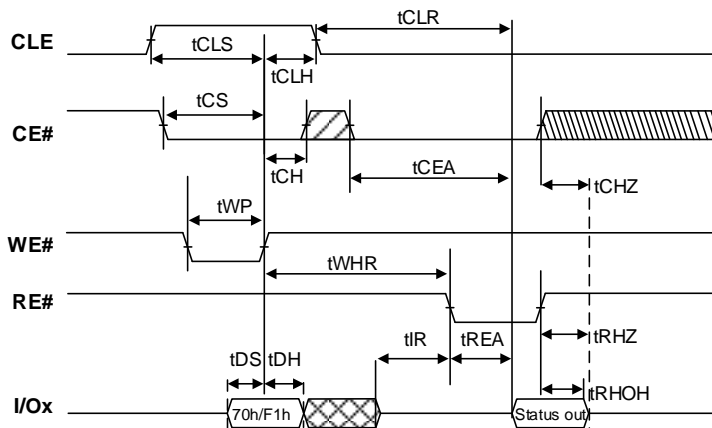 tCLR
CLE
tCLS
tCLH
tCS
CE#
tCH
tCEA
tCHZ
tWP
WE#
tWHR
RE#
tIR
tREA
tRHZ
tDS
tDH
tRHOH
I/Ox
70h/F1h
Status out